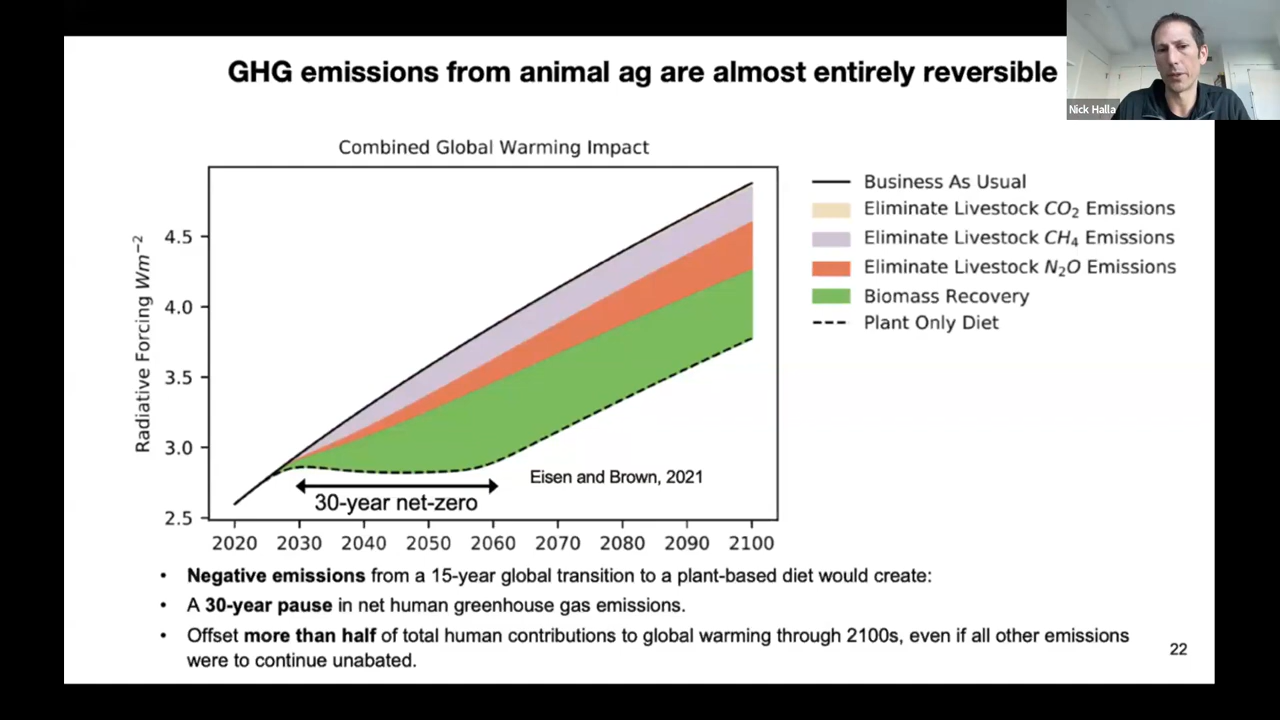 GHG emissions from animal ag are almost entirely reversible
Nick Halla
Combined Global Warming Impact
Radiative Forcing Wm−2
4.5
4.0
3.5
3.0
2.5
2020 2030 2040 2050 2060 2070 2080 2090 2100
30-year net-zero
Eisen and Brown, 2021
Business As Usual
Eliminate Livestock CO2 Emissions
Eliminate Livestock CH4 Emissions
Eliminate Livestock N2O Emissions
Biomass Recovery
Plant Only Diet
• Negative emissions from a 15-year global transition to a plant-based diet would create:
• A 30-year pause in net human greenhouse gas emissions.
• Offset more than half of total human contributions to global warming through 2100s, even if all other emissions
were to continue unabated.
22